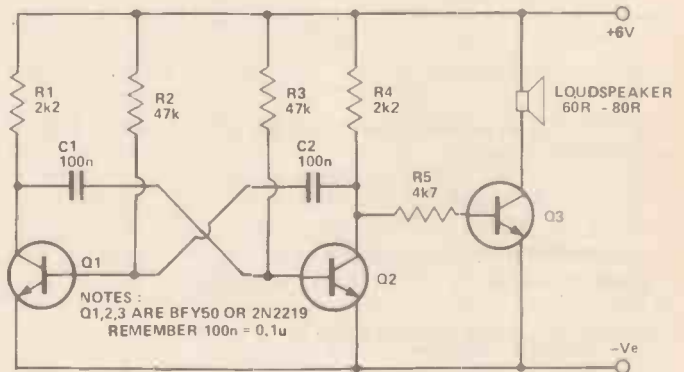 +6V
R1
2k2
R2
47k
R3
47k
R4
2k2
LOUDSPEAKER
60R - 80R
C1
100n
C2
100n
R5
4k7
Q3
Q1
Q2
NOTES :
Q1,2,3 ARE BFY50 OR 2N2219
REMEMBER 100n = 0.1u
-Ve